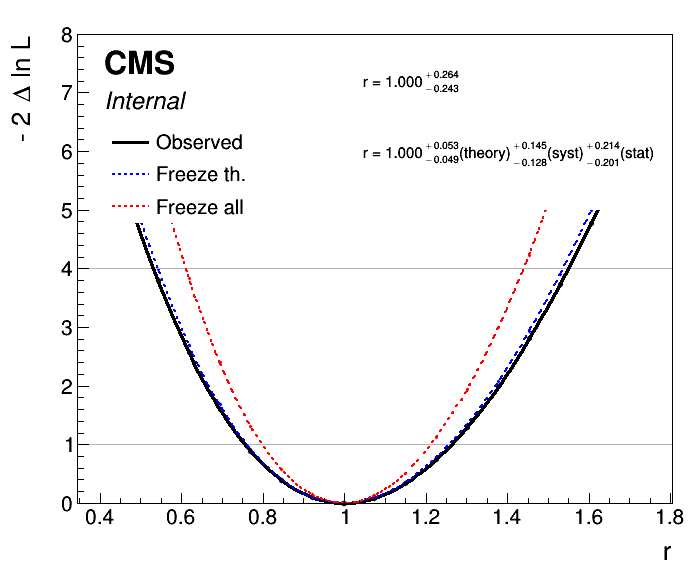 - 2 Δ ln L
8
7
6
5
4
3
2
1
0
CMS
Internal
Observed
Freeze th.
Freeze all
r = 1.000 +0.264 −0.243
r = 1.000 +0.053 −0.049 (theory) +0.145 −0.128 (syst) +0.214 −0.201 (stat)
0.4 0.6 0.8 1 1.2 1.4 1.6 1.8
r